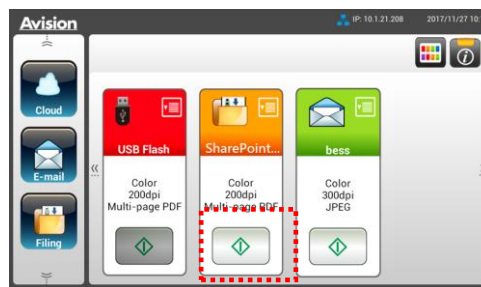 Avision
IP: 10.1.21.208
2017/11/27 10:
Cloud
E-mail
Filing
USB Flash
Color
200dpi
Multi-page PDF
SharePoint...
Color
200dpi
Multi-page PDF
bess
Color
300dpi
JPEG